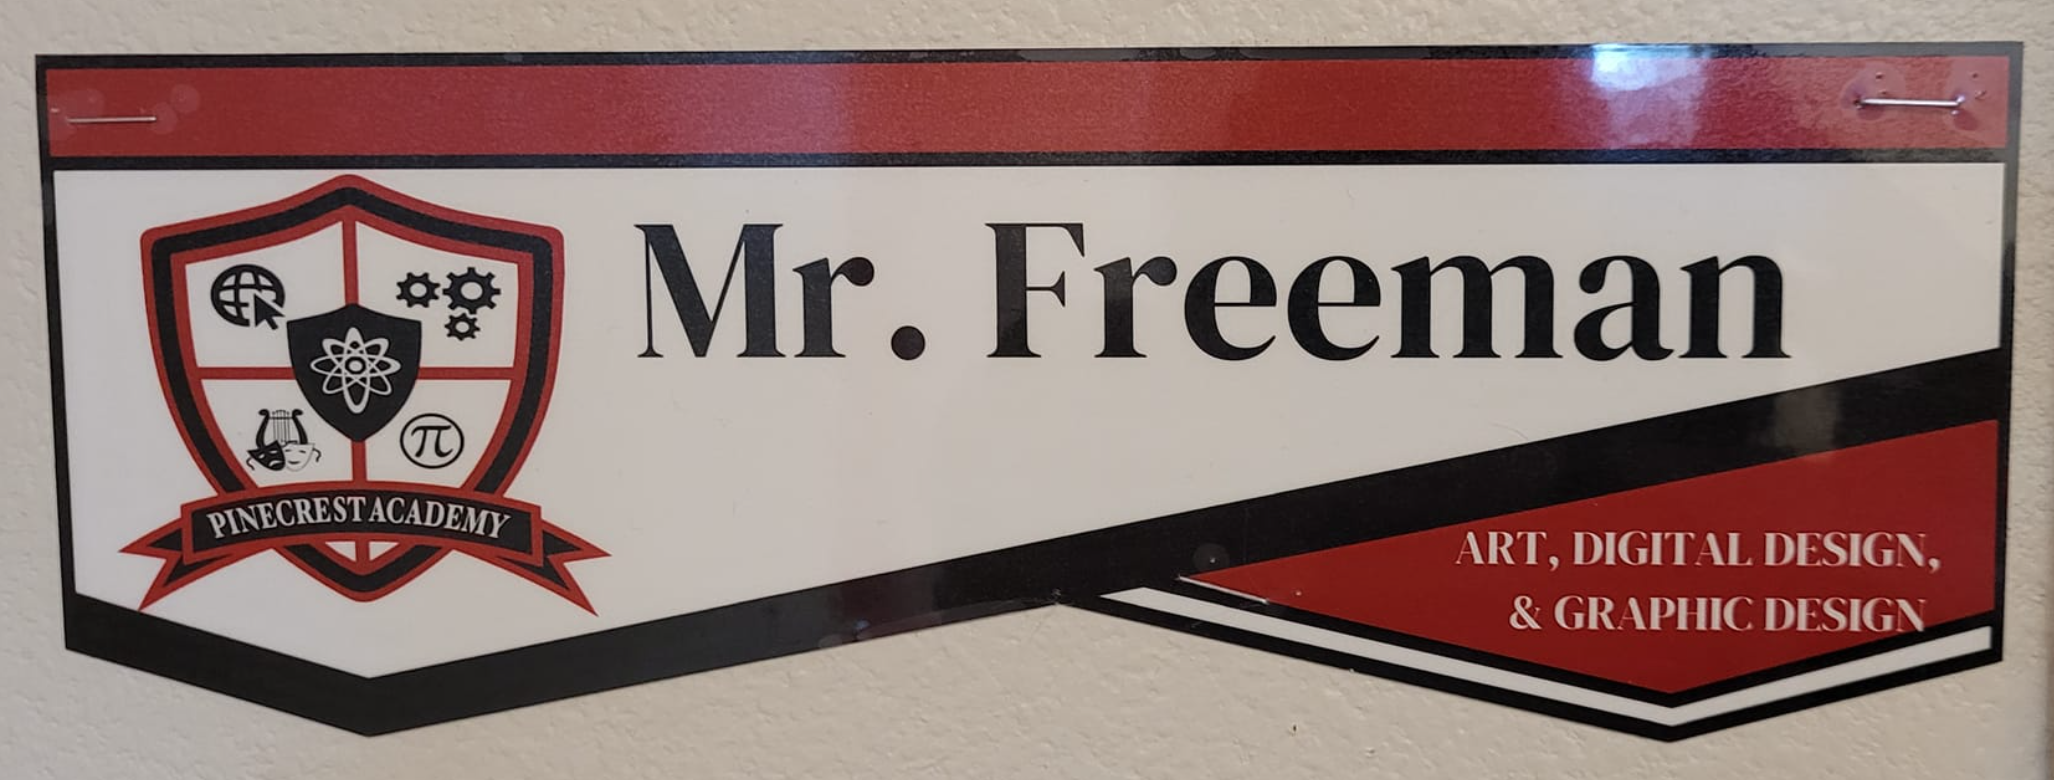 Mr. Freeman
π
PINECREST ACADEMY
ART, DIGITAL DESIGN,
& GRAPHIC DESIGN